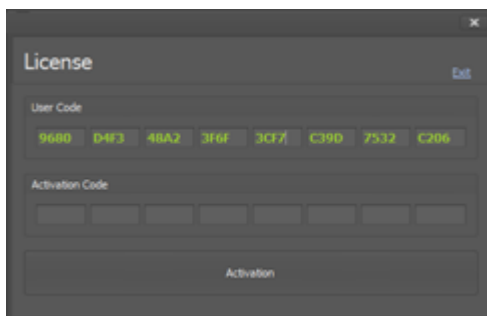 License
Exit
User Code
9680 D4F3 48A2 3F6F 3CF7 C39D 7532 C206
Activation Code
Activation